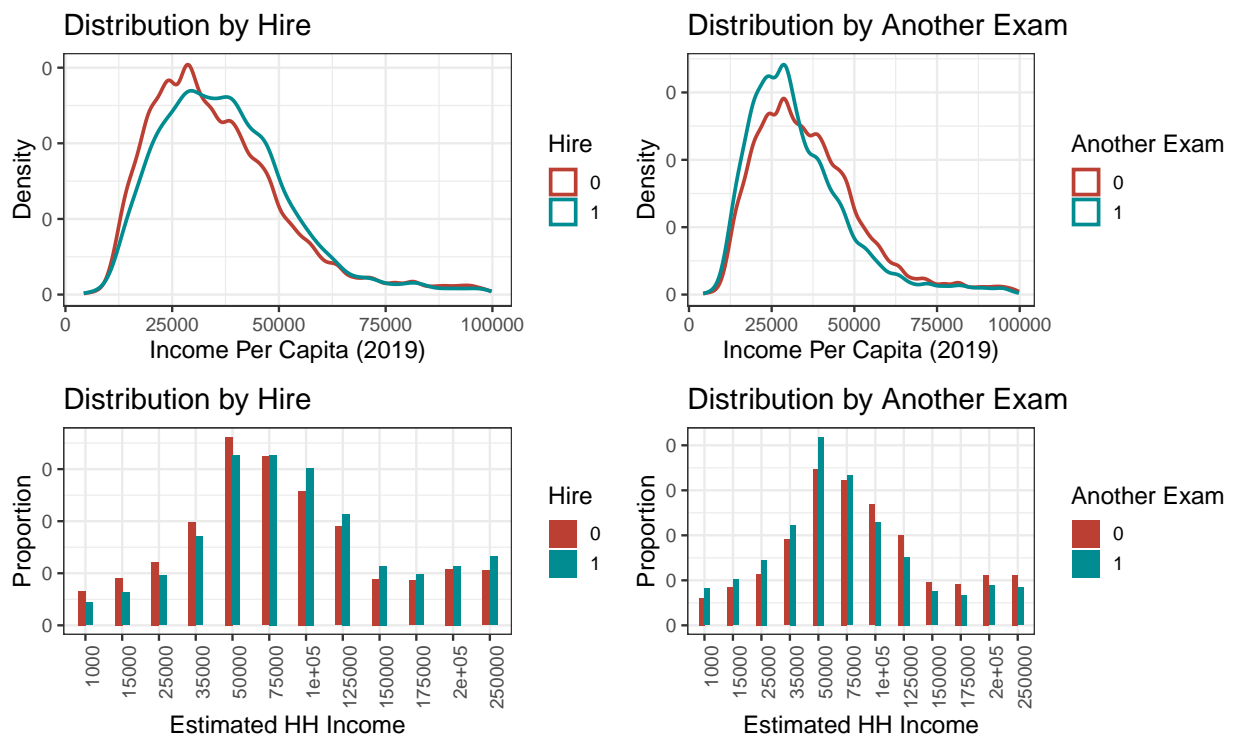 Distribution by Hire
0
0
0
0
Density
0 25000 50000 75000 100000
Income Per Capita (2019)
Hire
0
1
Distribution by Another Exam
0
0
0
0
Density
0 25000 50000 75000 100000
Income Per Capita (2019)
Another Exam
0
1
Distribution by Hire
0
0
0
0
Proportion
1000 15000 25000 35000 50000 75000 1e+05 125000 150000 175000 2e+05 250000
Estimated HH Income
Hire
0
1
Distribution by Another Exam
0
0
0
0
0
Proportion
1000 15000 25000 35000 50000 75000 1e+05 125000 150000 175000 2e+05 250000
Estimated HH Income
Another Exam
0
1